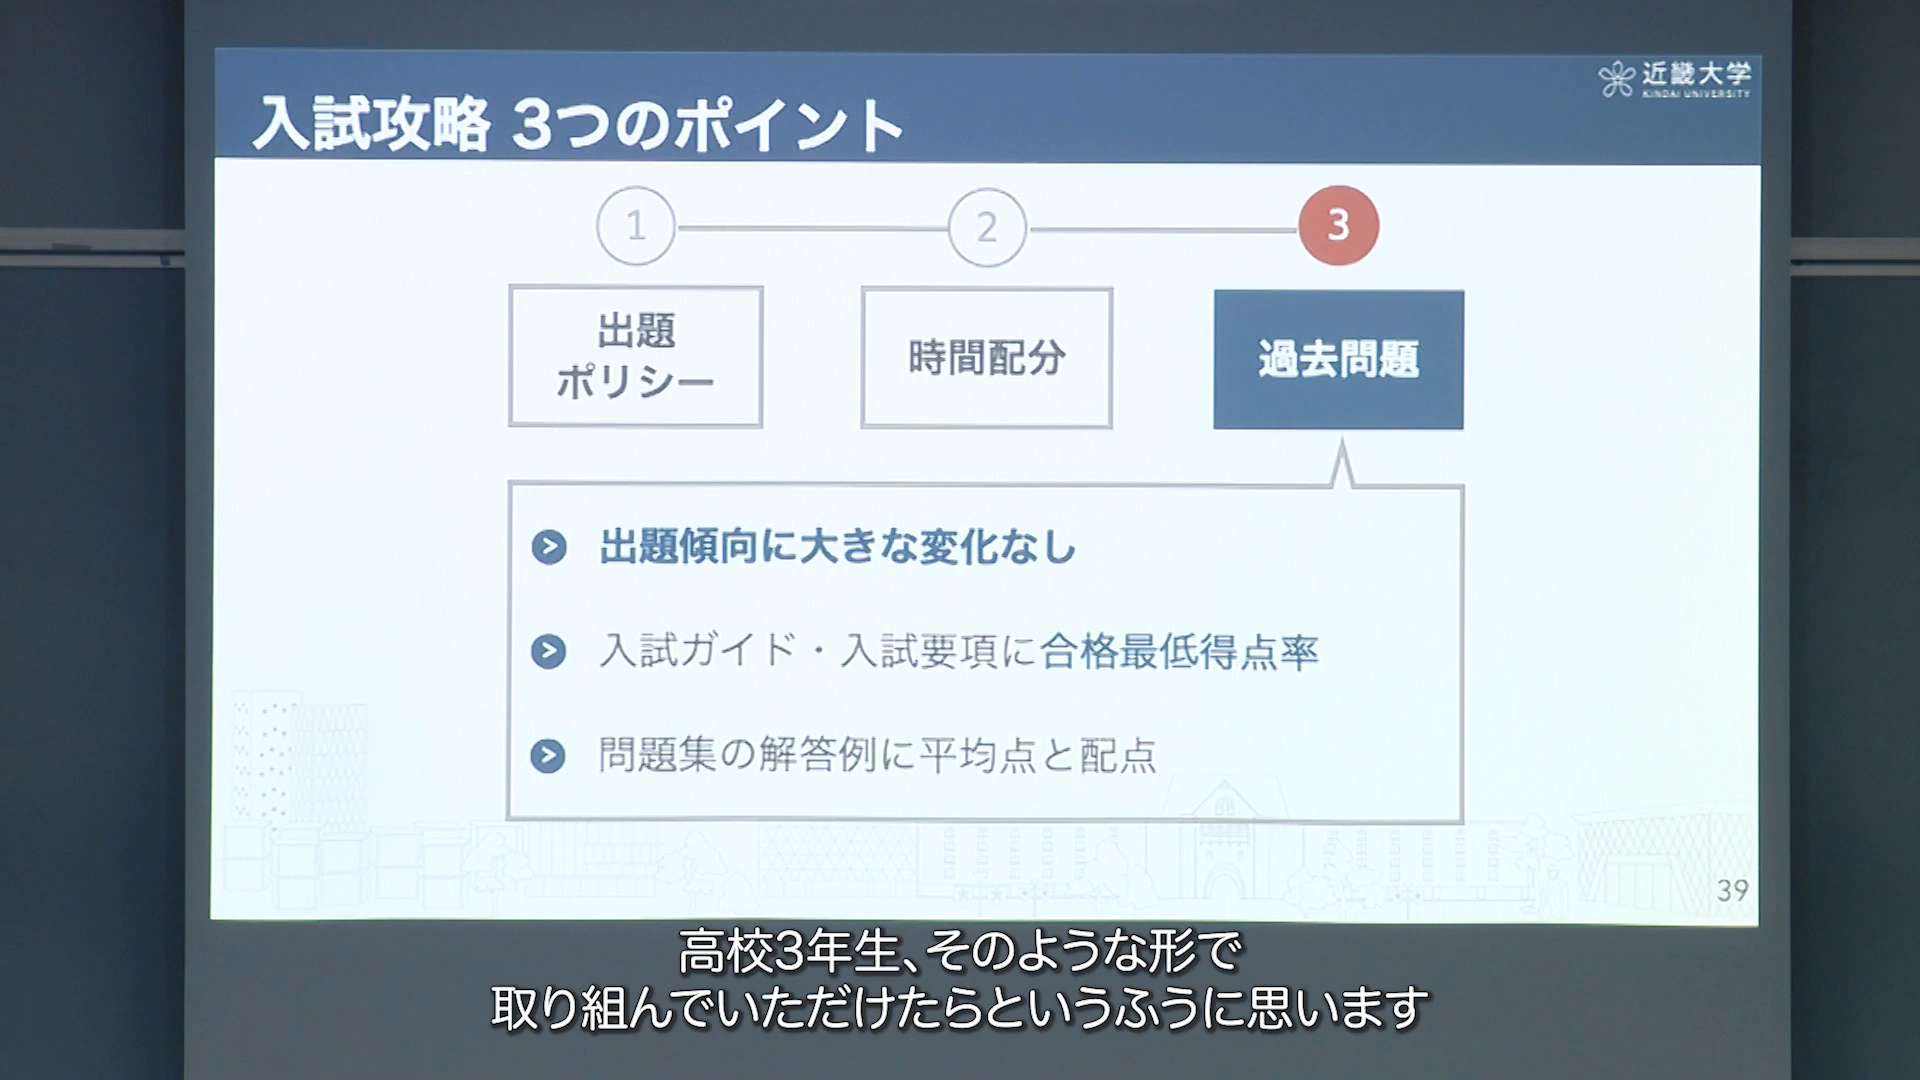 入試攻略 3つのポイント
近畿大学
KINDAI UNIVERSITY
1
2
3
出題
ポリシー
時間配分
過去問題
出題傾向に大きな変化なし
入試ガイド・入試要項に合格最低得点率
問題集の解答例に平均点と配点
39
高校3年生、そのような形で
取り組んでいただけたらというふうに思います